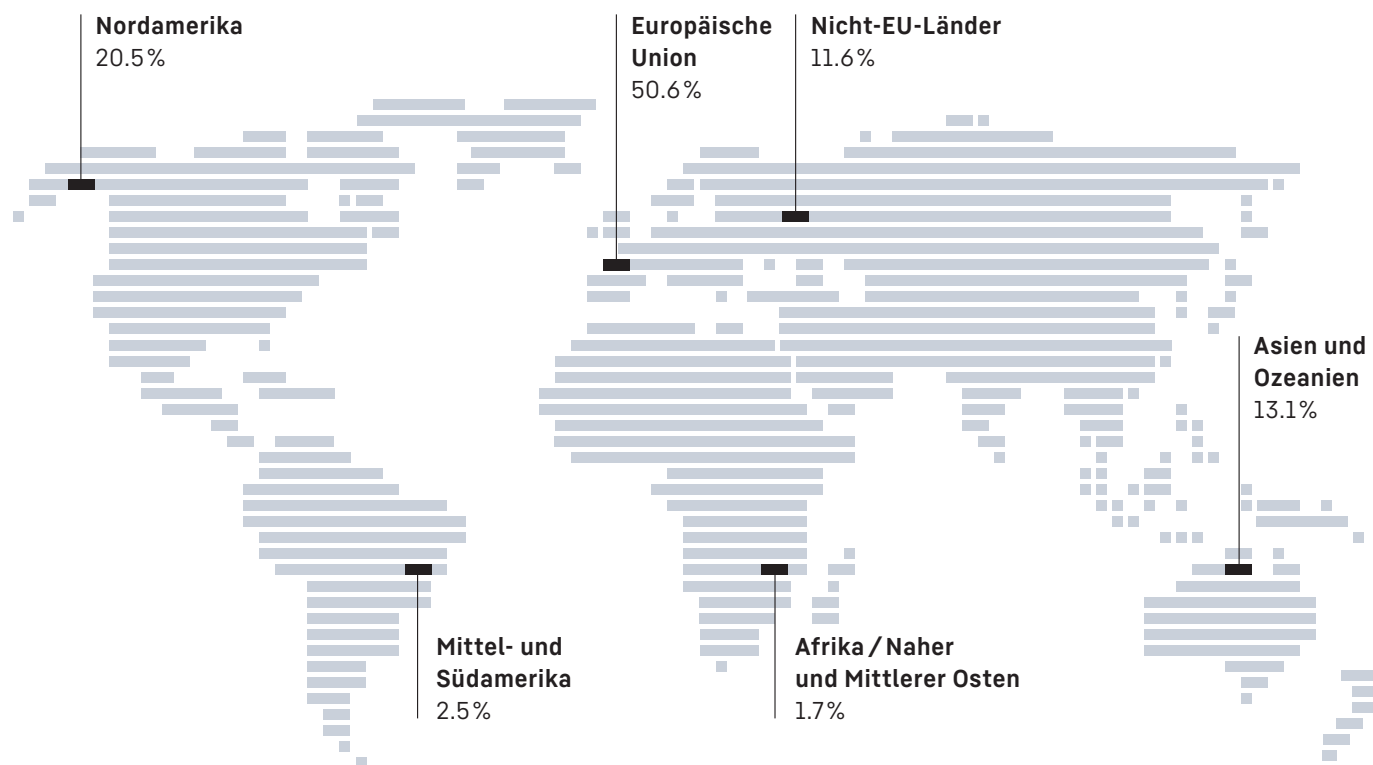 Nordamerika
20.5%
Europäische
Union
50.6%
Nicht-EU-Länder
11.6%
Asien und
Ozeanien
13.1%
Mittel- und
Südamerika
2.5%
Afrika/Naher
und Mittlerer Osten
1.7%